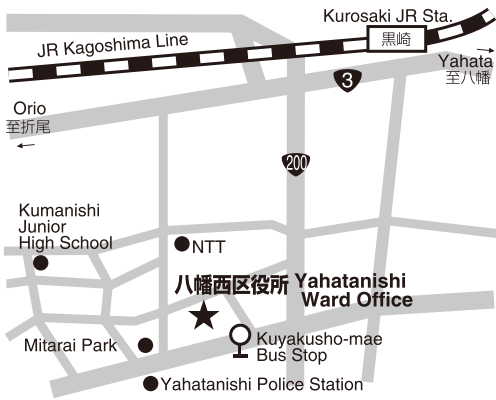 Kurosaki JR Sta.
黒崎
JR Kagoshima Line
Yahata
至八幡
3
Orio
至折尾
200
Kumanishi
Junior
High School
NTT
八幡西区役所
Yahatanishi
Ward Office
Mitarai Park
Kuyakusho-mae
Bus Stop
Yahatanishi Police Station